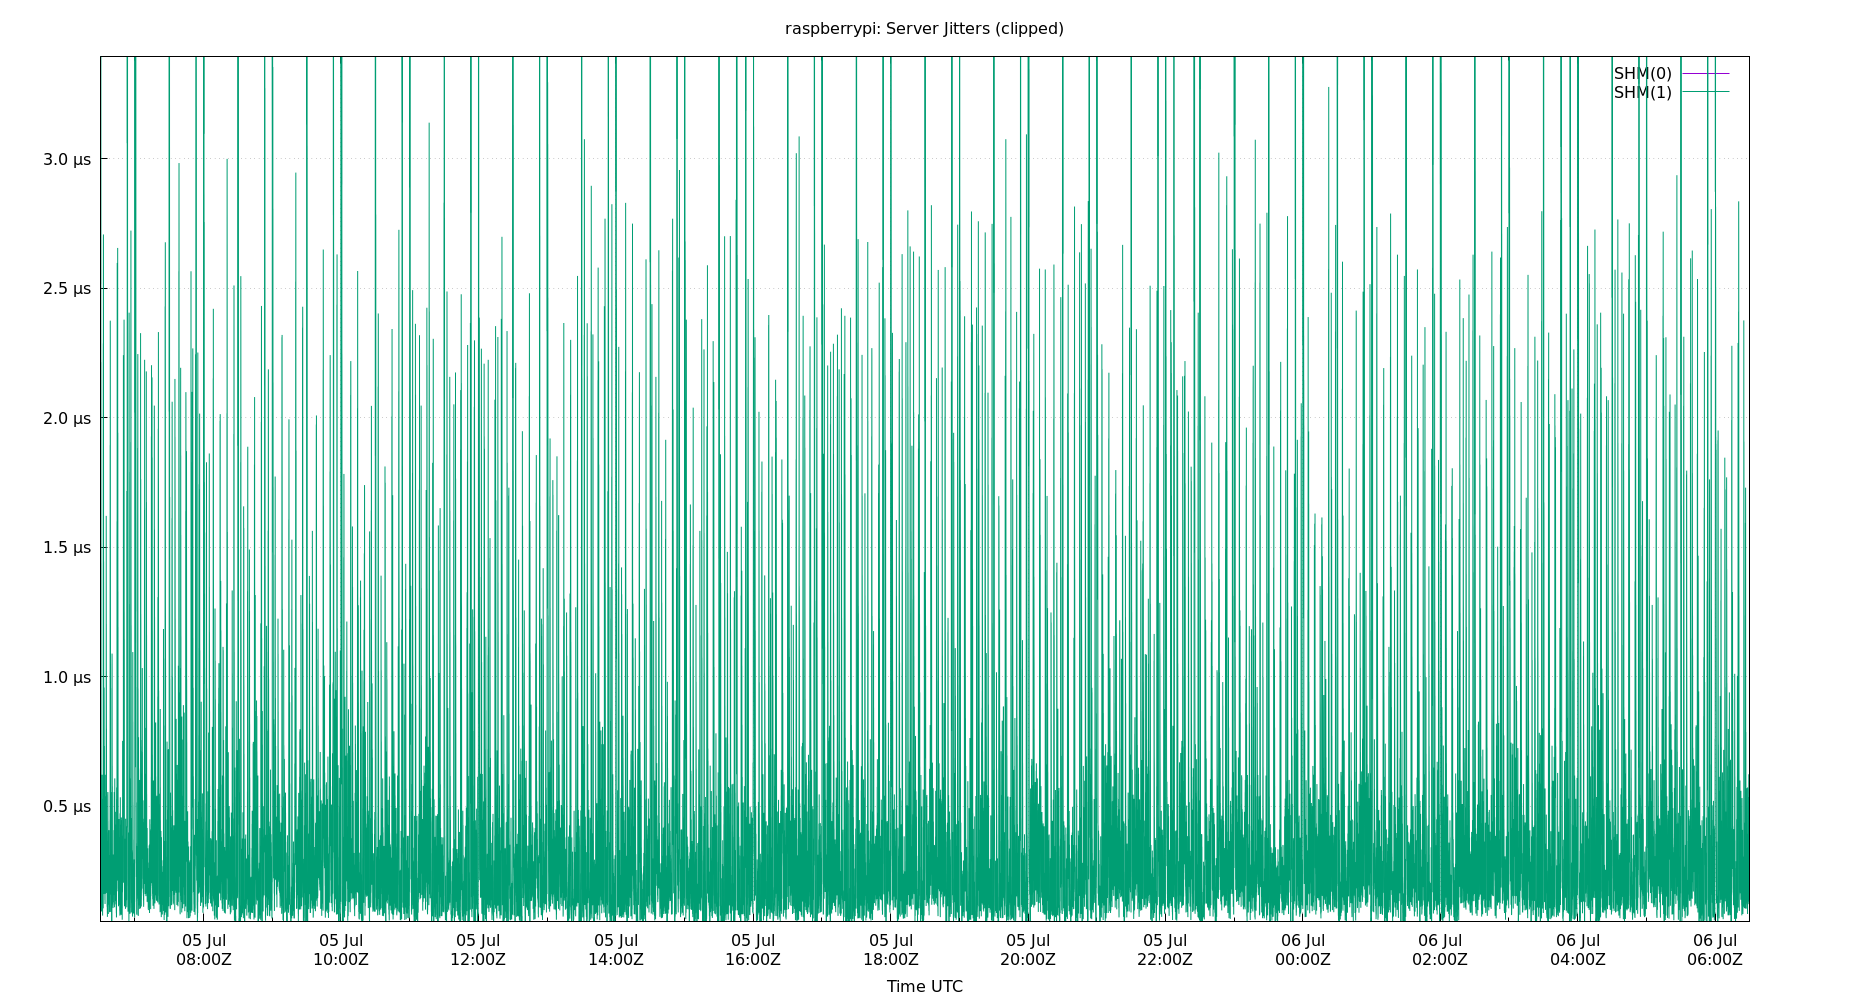 raspberrypi: Server Jitters (clipped)
SHM(0)
SHM(1)
3.0 µs
2.5 µs
2.0 µs
1.5 µs
1.0 µs
0.5 µs
05 Jul 05 Jul 05 Jul 05 Jul 05 Jul 05 Jul 05 Jul 05 Jul 06 Jul 06 Jul 06 Jul 06 Jul
08:00Z 10:00Z 12:00Z 14:00Z 16:00Z 18:00Z 20:00Z 22:00Z 00:00Z 02:00Z 04:00Z 06:00Z
Time UTC